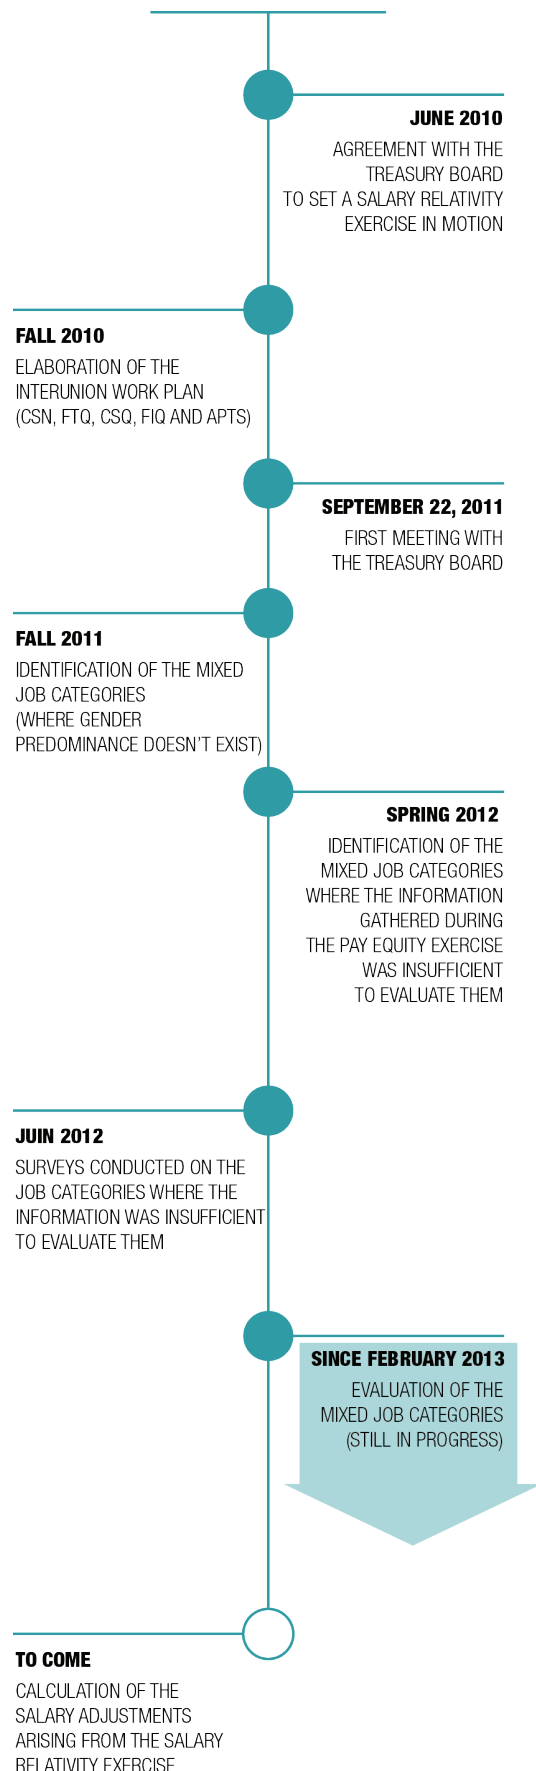 JUNE 2010
AGREEMENT WITH THE
TREASURY BOARD
TO SET A SALARY RELATIVITY
EXERCISE IN MOTION
FALL 2010
ELABORATION OF THE
INTERUNION WORK PLAN
(CSN, FTQ, CSQ, FIQ AND APTS)
SEPTEMBER 22, 2011
FIRST MEETING WITH
THE TREASURY BOARD
FALL 2011
IDENTIFICATION OF THE MIXED
JOB CATEGORIES
(WHERE GENDER
PREDOMINANCE DOESN'T EXIST)
SPRING 2012
IDENTIFICATION OF THE
MIXED JOB CATEGORIES
WHERE THE INFORMATION
GATHERED DURING
THE PAY EQUITY EXERCISE
WAS INSUFFICIENT
TO EVALUATE THEM
JUIN 2012
SURVEYS CONDUCTED ON THE
JOB CATEGORIES WHERE THE
INFORMATION WAS INSUFFICIENT
TO EVALUATE THEM
SINCE FEBRUARY 2013
EVALUATION OF THE
MIXED JOB CATEGORIES
(STILL IN PROGRESS)
TO COME
CALCULATION OF THE
SALARY ADJUSTMENTS
ARISING FROM THE SALARY
RELATIVITY EXERCISE